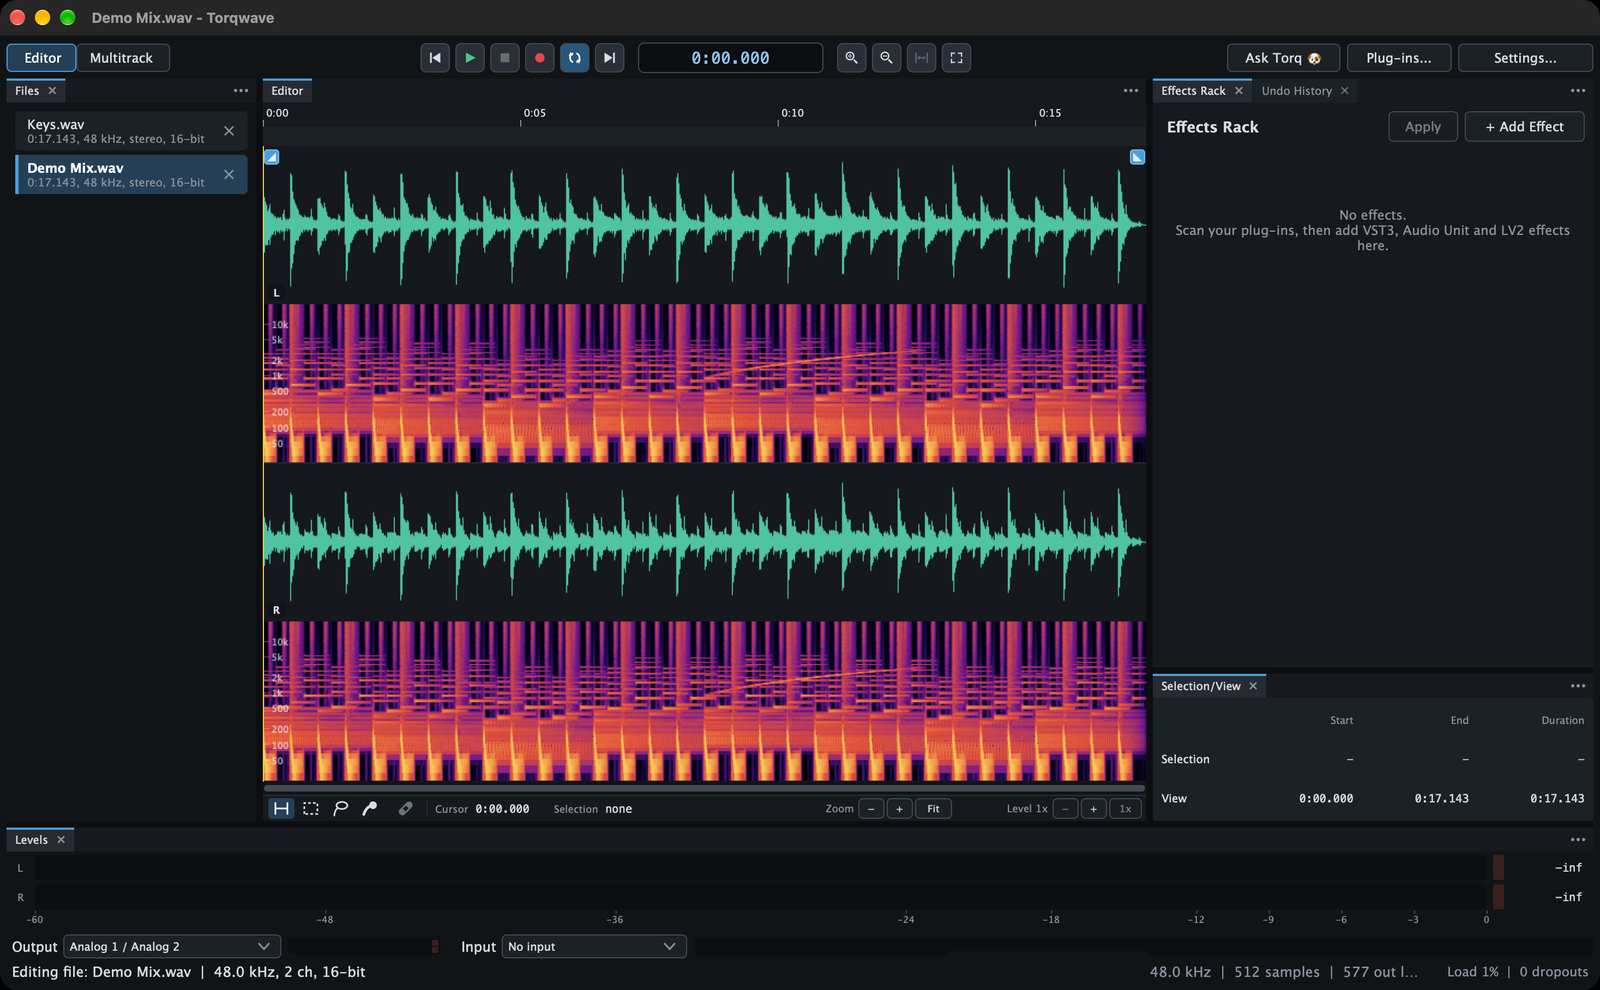 Demo Mix.wav - Torqwave
Editor
Multitrack
0:00.000
Ask Torq
Plug-ins...
Settings...
Files
Keys.wav
0:17.143, 48 kHz, stereo, 16-bit
Demo Mix.wav
0:17.143, 48 kHz, stereo, 16-bit
Editor
0:00 0:05 0:10 0:15
L
10k
5k
2k
1k
500
200
100
50
R
10k
5k
2k
1k
500
200
100
50
Cursor 0:00.000 Selection none Zoom - + Fit Level 1x - + 1x
Effects Rack
Undo History
Effects Rack
Apply
+ Add Effect
No effects.
Scan your plug-ins, then add VST3, Audio Unit and LV2 effects
here.
Selection/View
Start End Duration
Selection – – –
View 0:00.000 0:17.143 0:17.143
Levels
L -inf
R -inf
-60 -48 -36 -24 -18 -12 -9 -6 -3 0
Output Analog 1 / Analog 2 Input No input
Editing file: Demo Mix.wav | 48.0 kHz, 2 ch, 16-bit
48.0 kHz | 512 samples | 577 out l... Load 1% | 0 dropouts